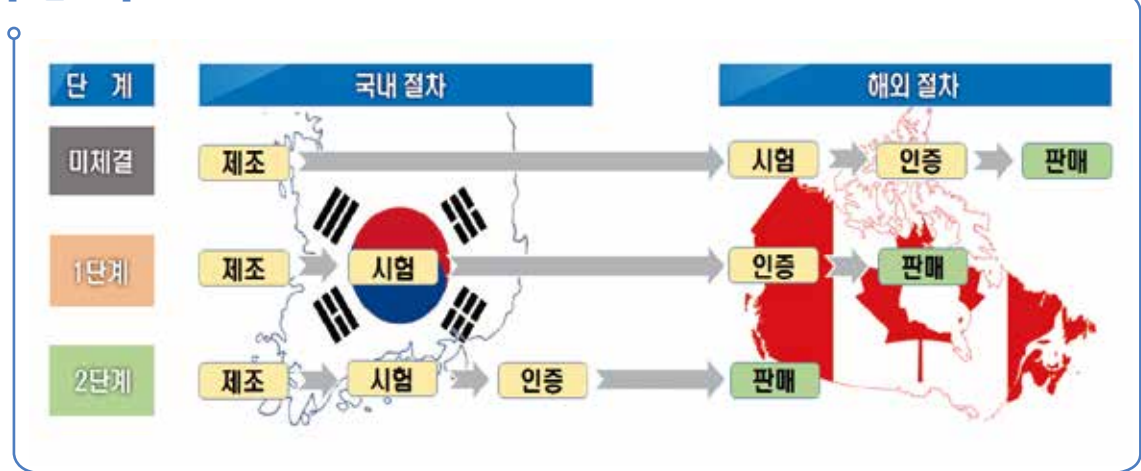 단 계 국내 절차 해외 절차
미체결 제조 시험 인증 판매
1단계 제조 시험 인증 판매
2단계 제조 시험 인증 판매